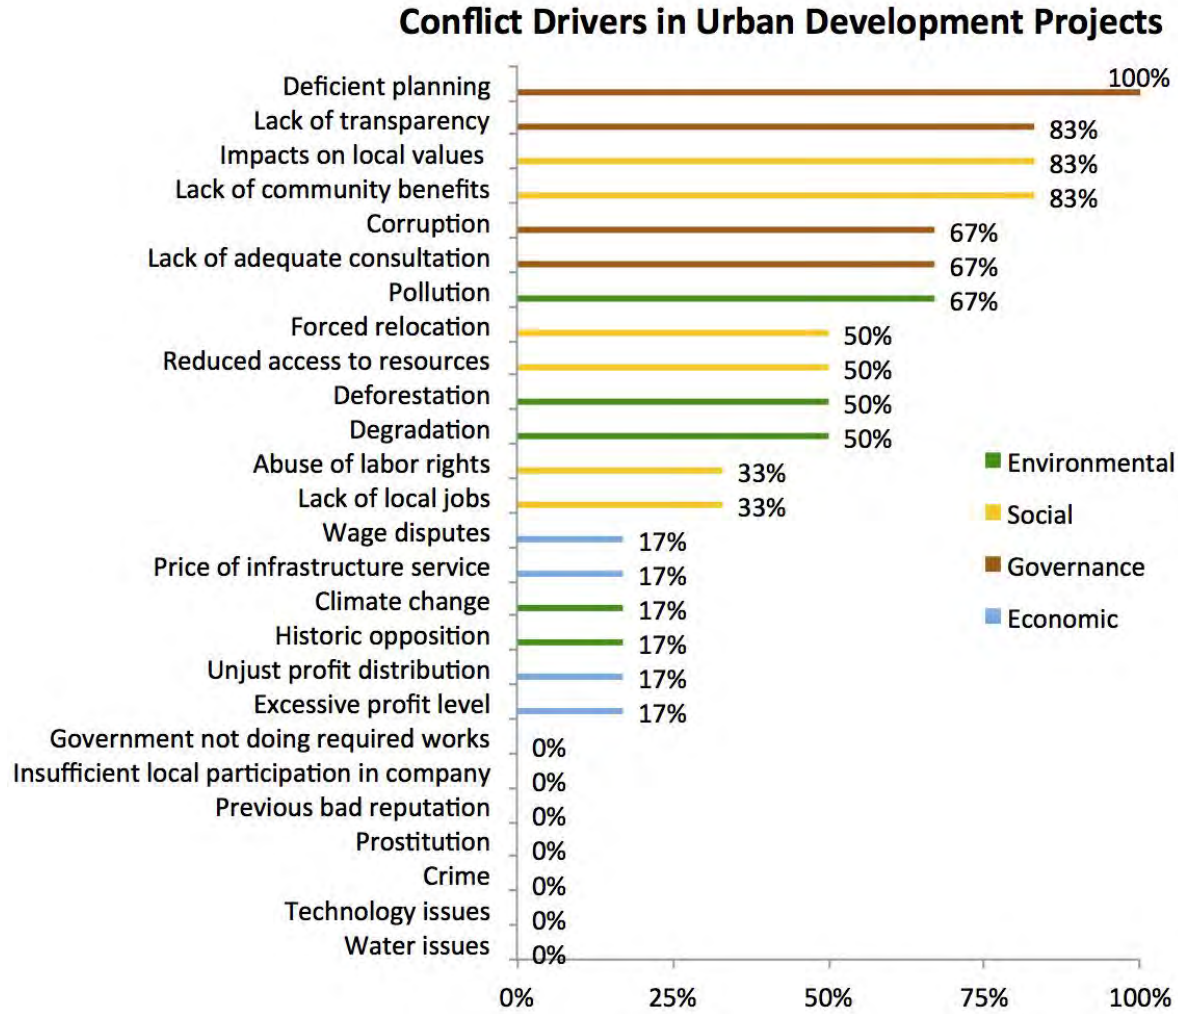 Conflict Drivers in Urban Development Projects
Deficient planning 100%
Lack of transparency 83%
Impacts on local values 83%
Lack of community benefits 83%
Corruption 67%
Lack of adequate consultation 67%
Pollution 67%
Forced relocation 50%
Reduced access to resources 50%
Deforestation 50%
Degradation 50%
Abuse of labor rights 33%
Lack of local jobs 33%
Wage disputes 17%
Price of infrastructure service 17%
Climate change 17%
Historic opposition 17%
Unjust profit distribution 17%
Excessive profit level 17%
Government not doing required works 0%
Insufficient local participation in company 0%
Previous bad reputation 0%
Prostitution 0%
Crime 0%
Technology issues 0%
Water issues 0%
0% 25% 50% 75% 100%
Environmental
Social
Governance
Economic